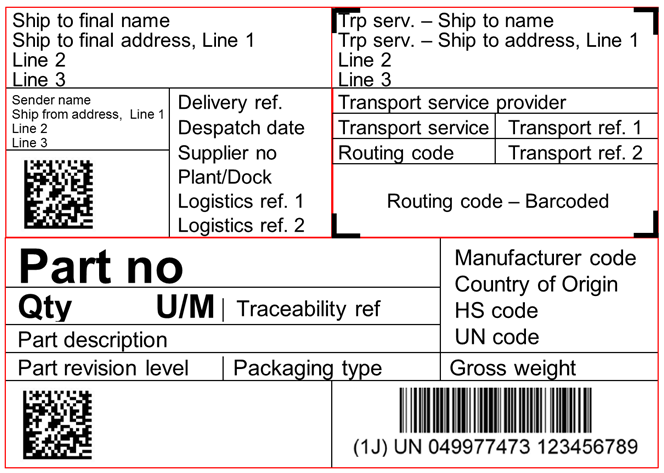 Ship to final name
Ship to final address, Line 1
Line 2
Line 3
Trp serv. – Ship to name
Trp serv. – Ship to address, Line 1
Line 2
Line 3
Sender name
Ship from address, Line 1
Line 2
Line 3
Delivery ref.
Despatch date
Supplier no
Plant/Dock
Logistics ref. 1
Logistics ref. 2
Transport service provider
Transport service
Transport ref. 1
Routing code
Transport ref. 2
Routing code – Barcoded
Part no
Qty U/M
Traceability ref
Manufacturer code
Country of Origin
HS code
UN code
Part description
Part revision level
Packaging type
Gross weight
(1J) UN 049977473 123456789